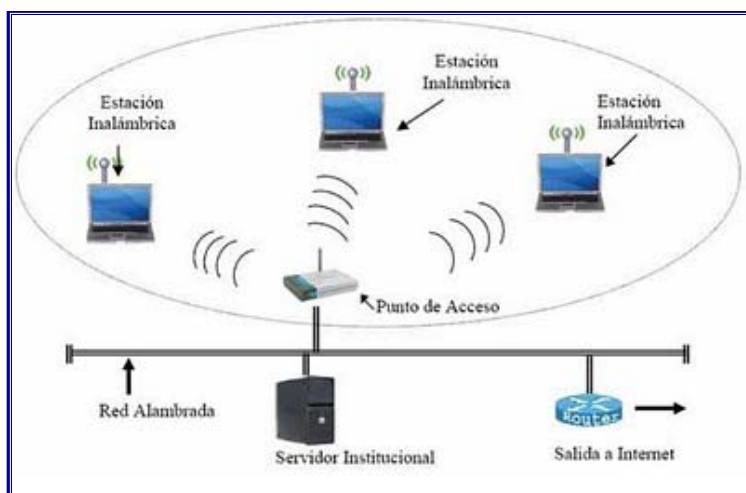 Estación
Inalámbrica
Estación
Inalámbrica
Estación
Inalámbrica
Punto de Acceso
Red Alambrada
Servidor Institucional
Router
Salida a Internet